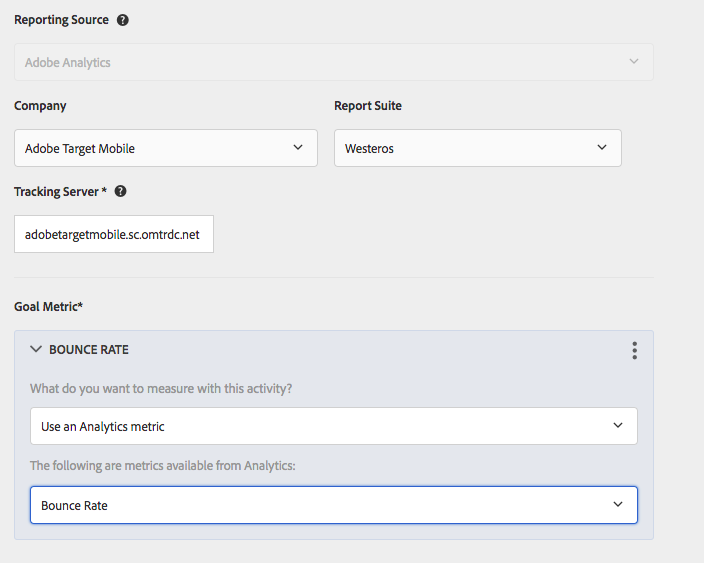 Reporting Source
Adobe Analytics
Company Report Suite
Adobe Target Mobile Westeros
Tracking Server *
adobetargetmobile.sc.omtrdc.net
Goal Metric*
BOUNCE RATE
What do you want to measure with this activity?
Use an Analytics metric
The following are metrics available from Analytics:
Bounce Rate